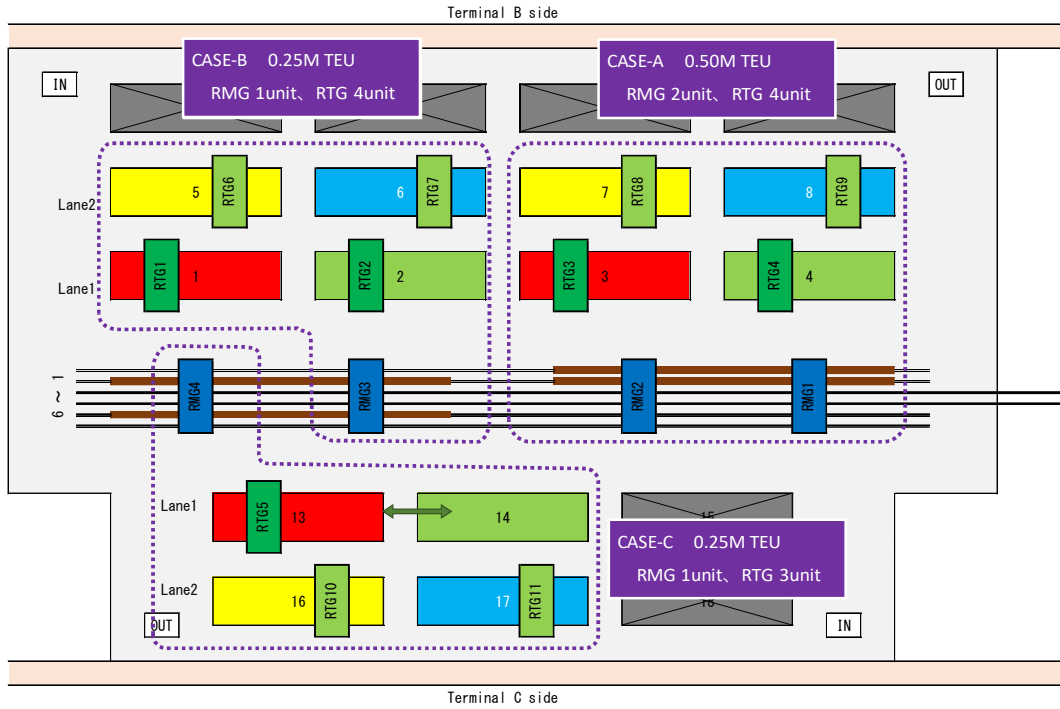 Terminal B side
CASE-B 0.25M TEU
RMG 1unit、RTG 4unit
CASE-A 0.50M TEU
RMG 2unit、RTG 4unit
IN
OUT
Lane2
5
RTG6
6
RTG7
7
RTG8
8
RTG9
Lane1
RTG1
1
RTG2
2
RTG3
3
RTG4
4
6 ~ 1
RMG4
RMG3
RMG2
RMG1
Lane1
RTG5
13
14
15
CASE-C 0.25M TEU
RMG 1unit、RTG 3unit
Lane2
16
RTG10
17
RTG11
OUT
IN
Terminal C side